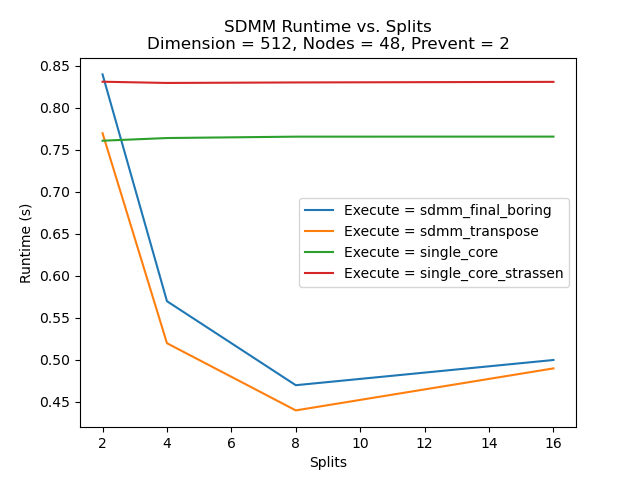 SDMM Runtime vs. Splits
Dimension = 512, Nodes = 48, Prevent = 2
0.85
0.80
0.75
0.70
0.65
0.60
0.55
0.50
0.45
Runtime (s)
Execute = sdmm_final_boring
Execute = sdmm_transpose
Execute = single_core
Execute = single_core_strassen
2 4 6 8 10 12 14 16
Splits